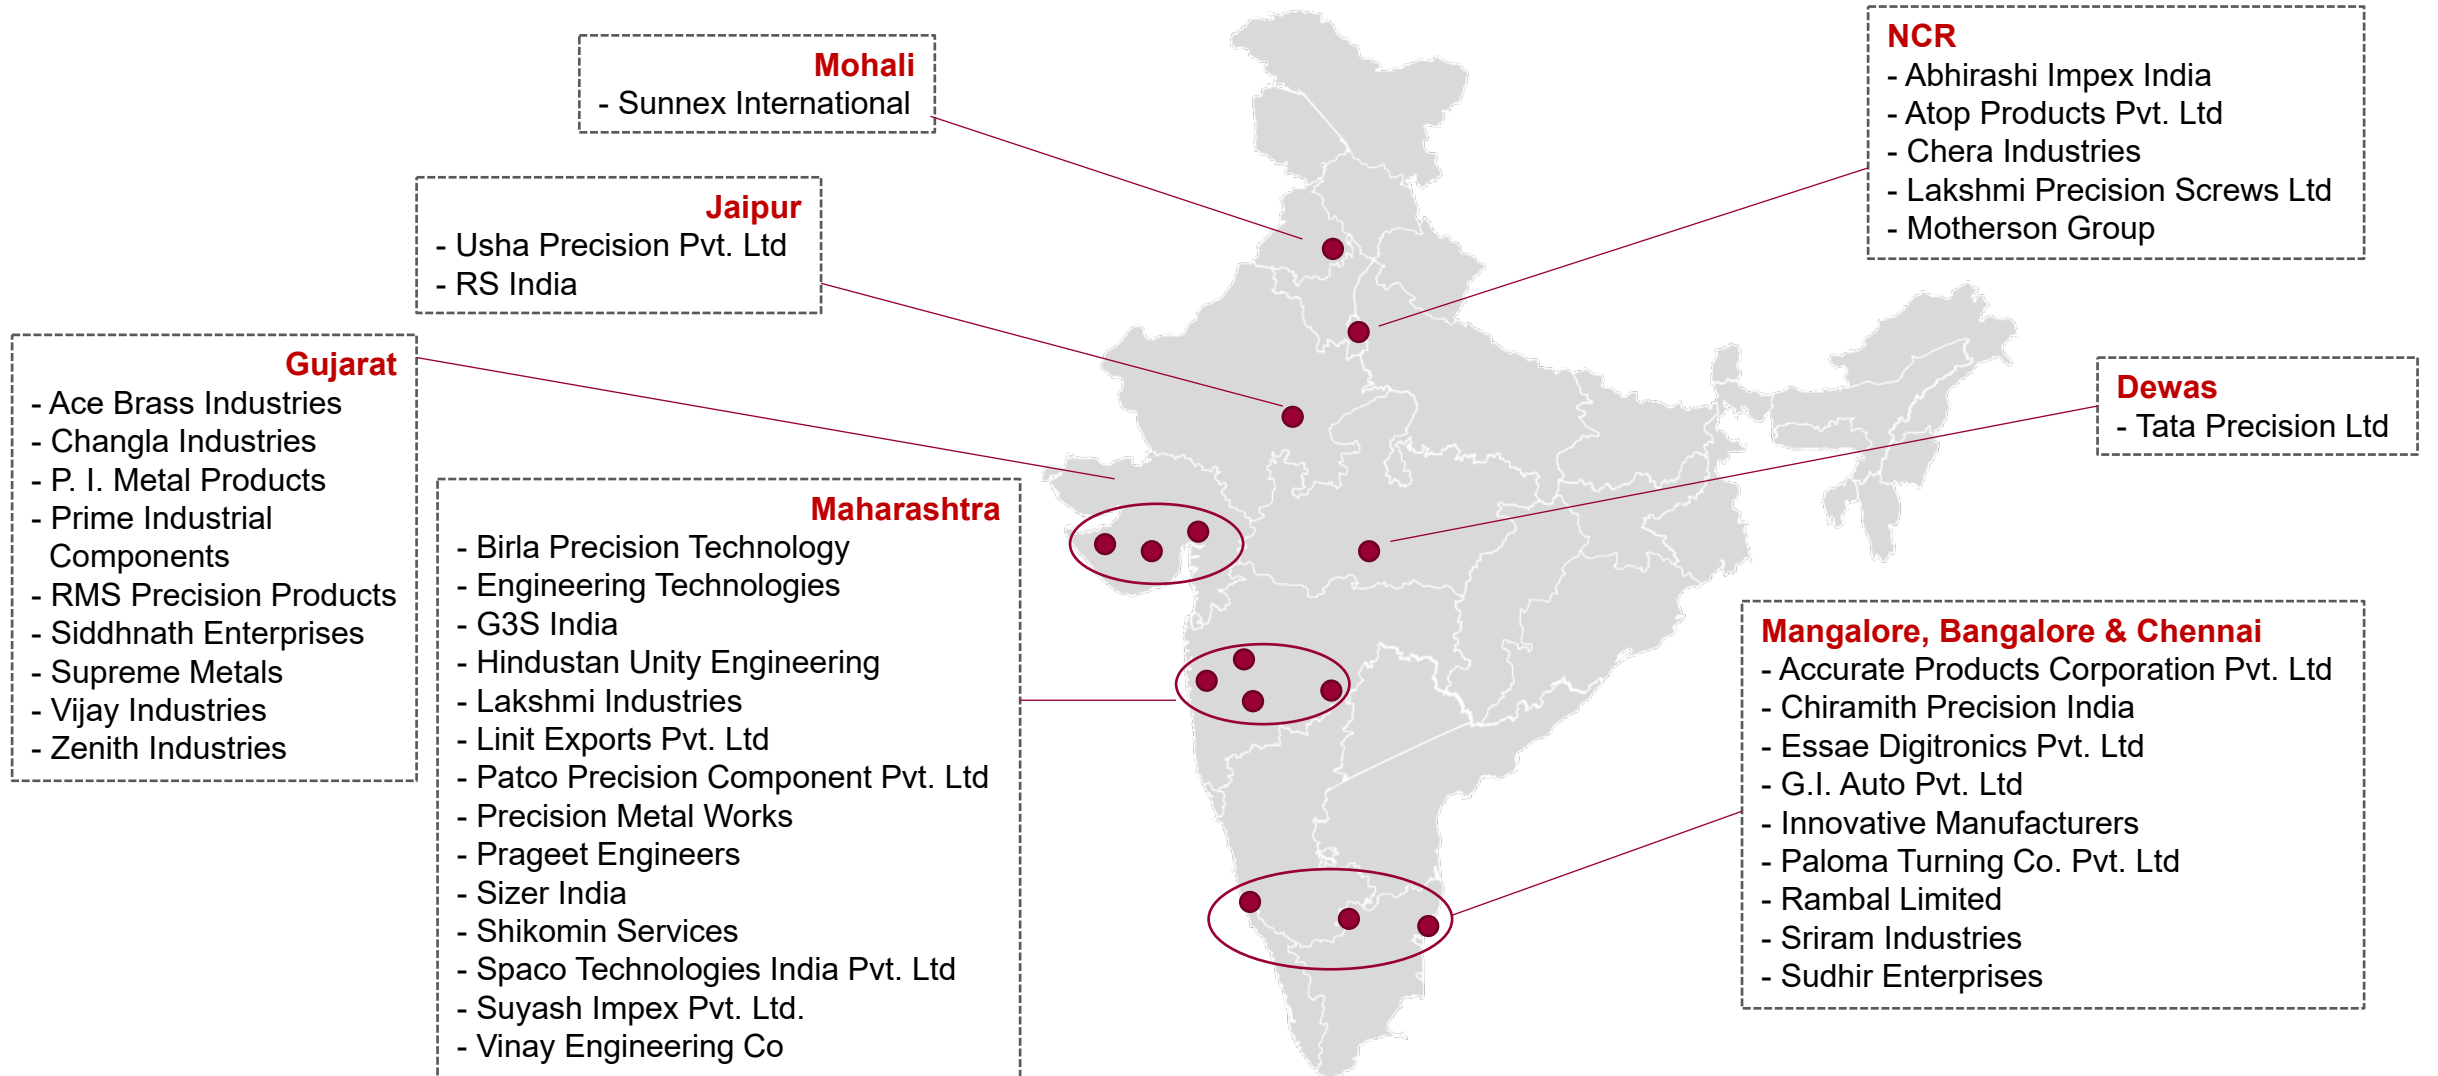 Mohali
- Sunnex International
Jaipur
- Usha Precision Pvt. Ltd
- RS India
Gujarat
- Ace Brass Industries
- Changla Industries
- P. I. Metal Products
- Prime Industrial
Components
- RMS Precision Products
- Siddhnath Enterprises
- Supreme Metals
- Vijay Industries
- Zenith Industries
Maharashtra
- Birla Precision Technology
- Engineering Technologies
- G3S India
- Hindustan Unity Engineering
- Lakshmi Industries
- Linit Exports Pvt. Ltd
- Patco Precision Component Pvt. Ltd
- Precision Metal Works
- Prageet Engineers
- Sizer India
- Shikomin Services
- Spaco Technologies India Pvt. Ltd
- Suyash Impex Pvt. Ltd.
- Vinay Engineering Co
NCR
- Abhirashi Impex India
- Atop Products Pvt. Ltd
- Chera Industries
- Lakshmi Precision Screws Ltd
- Motherson Group
Dewas
- Tata Precision Ltd
Mangalore, Bangalore & Chennai
- Accurate Products Corporation Pvt. Ltd
- Chiramith Precision India
- Essae Digitronics Pvt. Ltd
- G.I. Auto Pvt. Ltd
- Innovative Manufacturers
- Paloma Turning Co. Pvt. Ltd
- Rambal Limited
- Sriram Industries
- Sudhir Enterprises